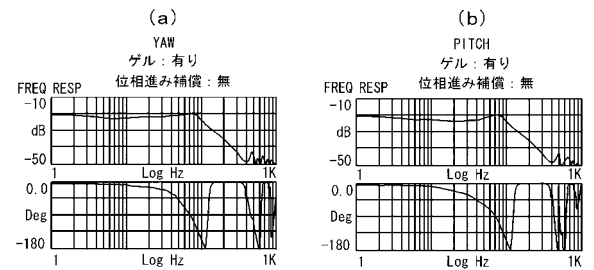 (a)
YAW
ゲル：有り
位相進み補償：無
FREQ RESP
-10
dB
-50
1
Log Hz
1K
0.0
Deg
-180
1
Log Hz
1K
(b)
PITCH
ゲル：有り
位相進み補償：無
FREQ RESP
-10
dB
-50
1
Log Hz
1K
0.0
Deg
-180
1
Log Hz
1K